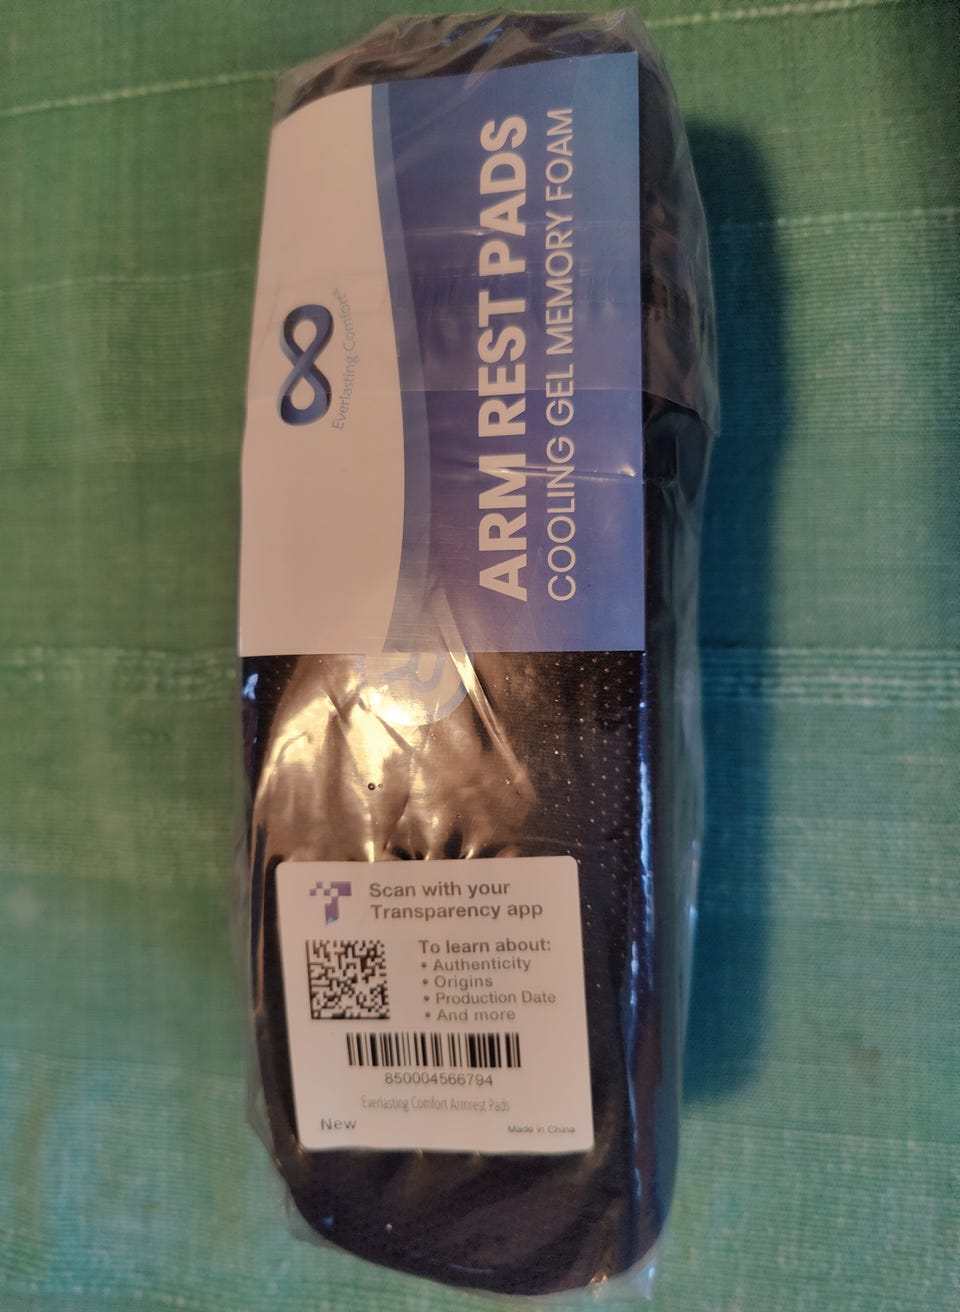 ARM REST PADS
COOLING GEL MEMORY FOAM
Everlasting Comfort®
Scan with your
Transparency app
To learn about:
• Authenticity
• Origins
• Production Date
• And more
850004566794
Everlasting Comfort Armrest Pads
New
Made in China